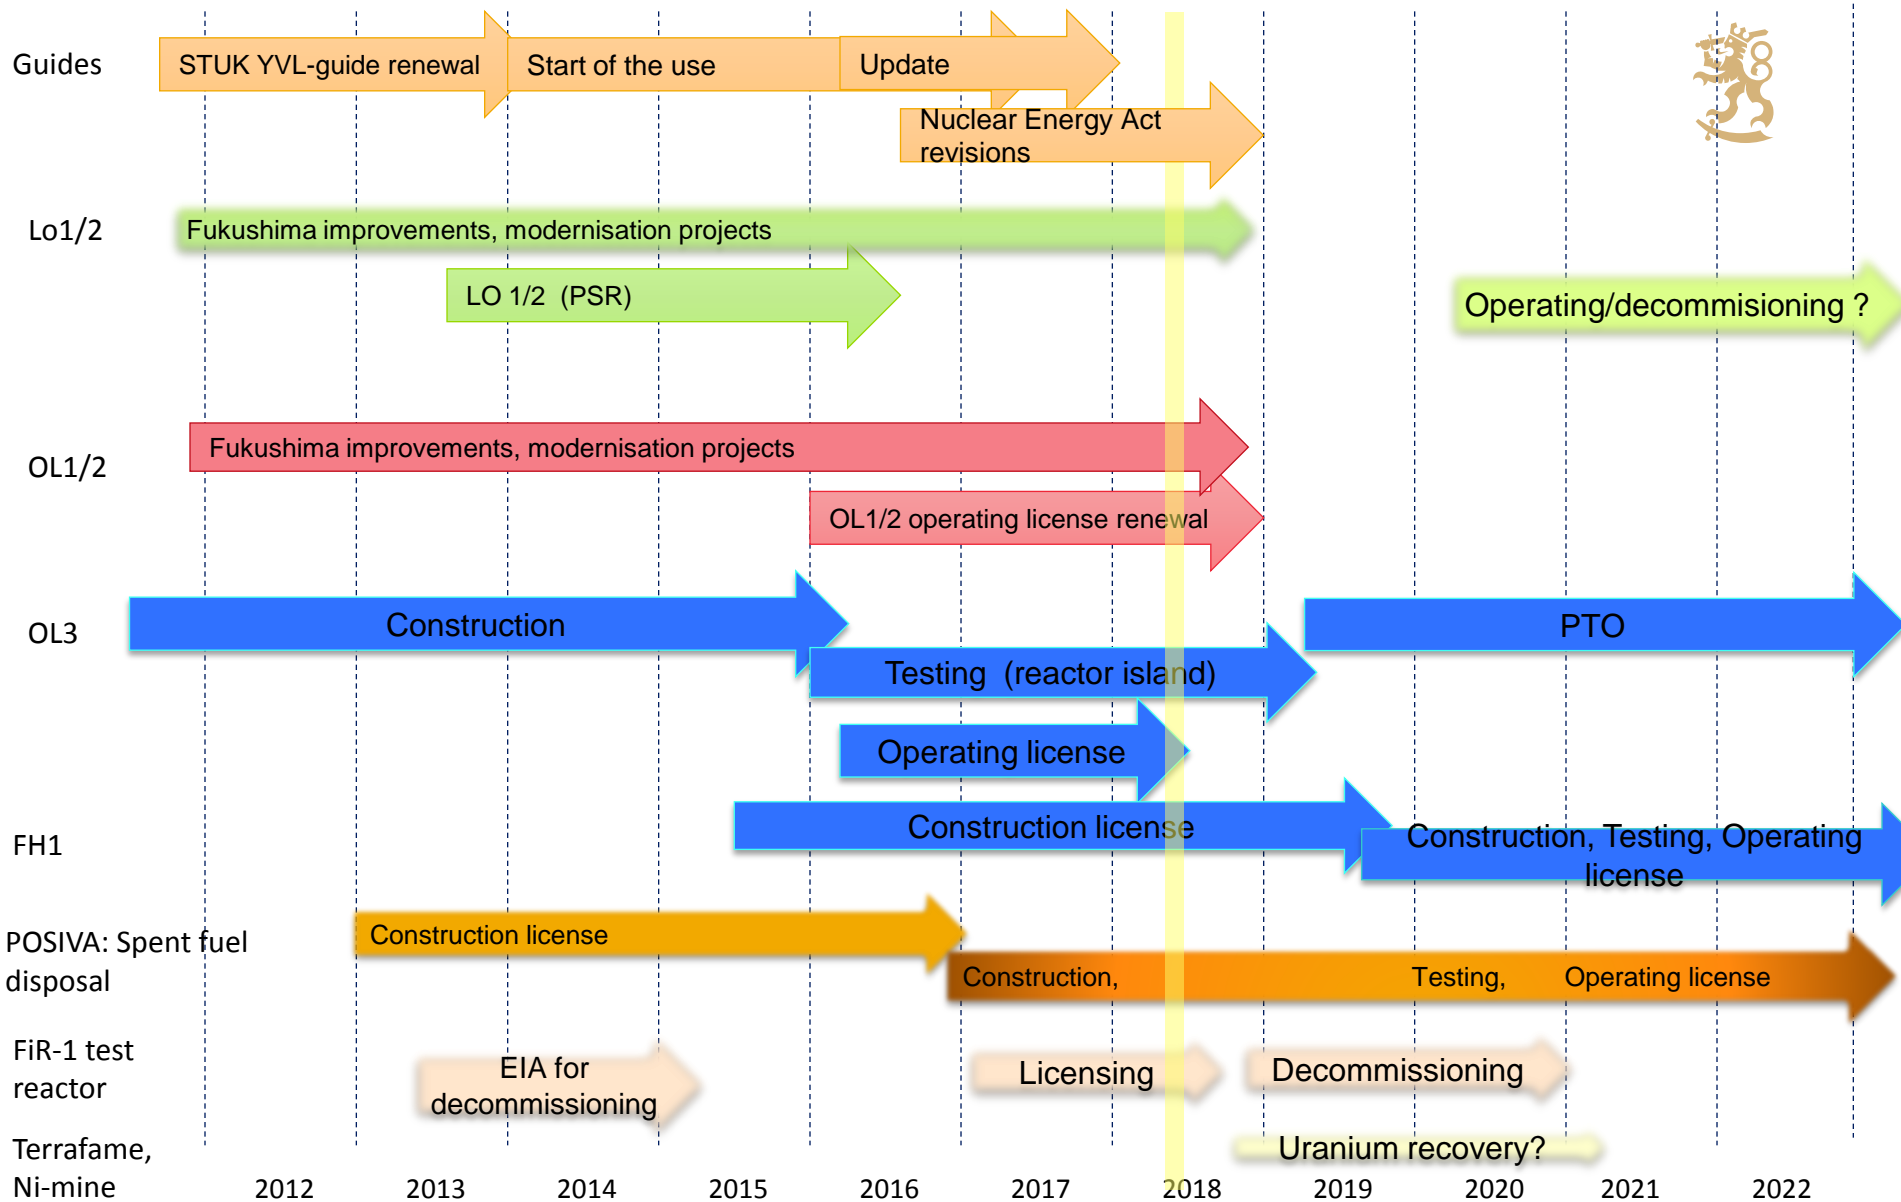 Guides
STUK YVL-guide renewal
Start of the use
Update
Nuclear Energy Act
revisions
Lo1/2
Fukushima improvements, modernisation projects
LO 1/2 (PSR)
Operating/decommisioning ?
OL1/2
Fukushima improvements, modernisation projects
OL1/2 operating license renewal
OL3
Construction
PTO
Testing (reactor island)
Operating license
FH1
Construction license
Construction, Testing, Operating
license
POSIVA: Spent fuel
disposal
Construction license
Construction, Testing, Operating license
FiR-1 test
reactor
EIA for
decommissioning
Licensing
Decommissioning
Terrafame,
Ni-mine
Uranium recovery?
2012 2013 2014 2015 2016 2017 2018 2019 2020 2021 2022